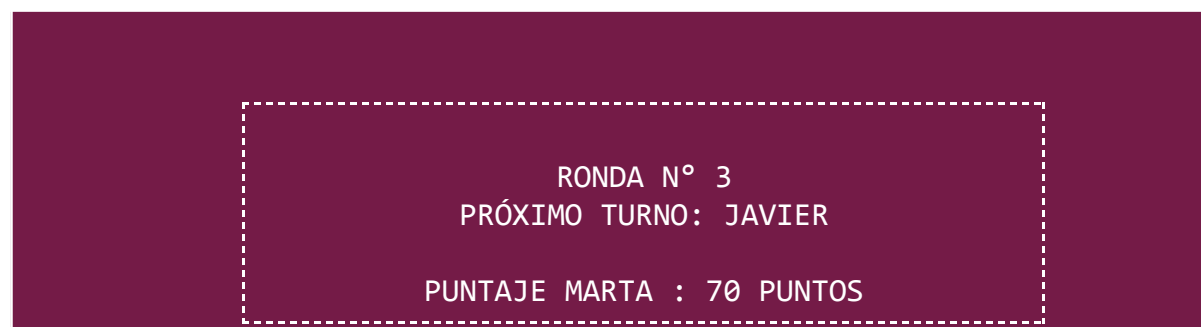 RONDA N° 3
PRÓXIMO TURNO: JAVIER
PUNTAJE MARTA : 70 PUNTOS